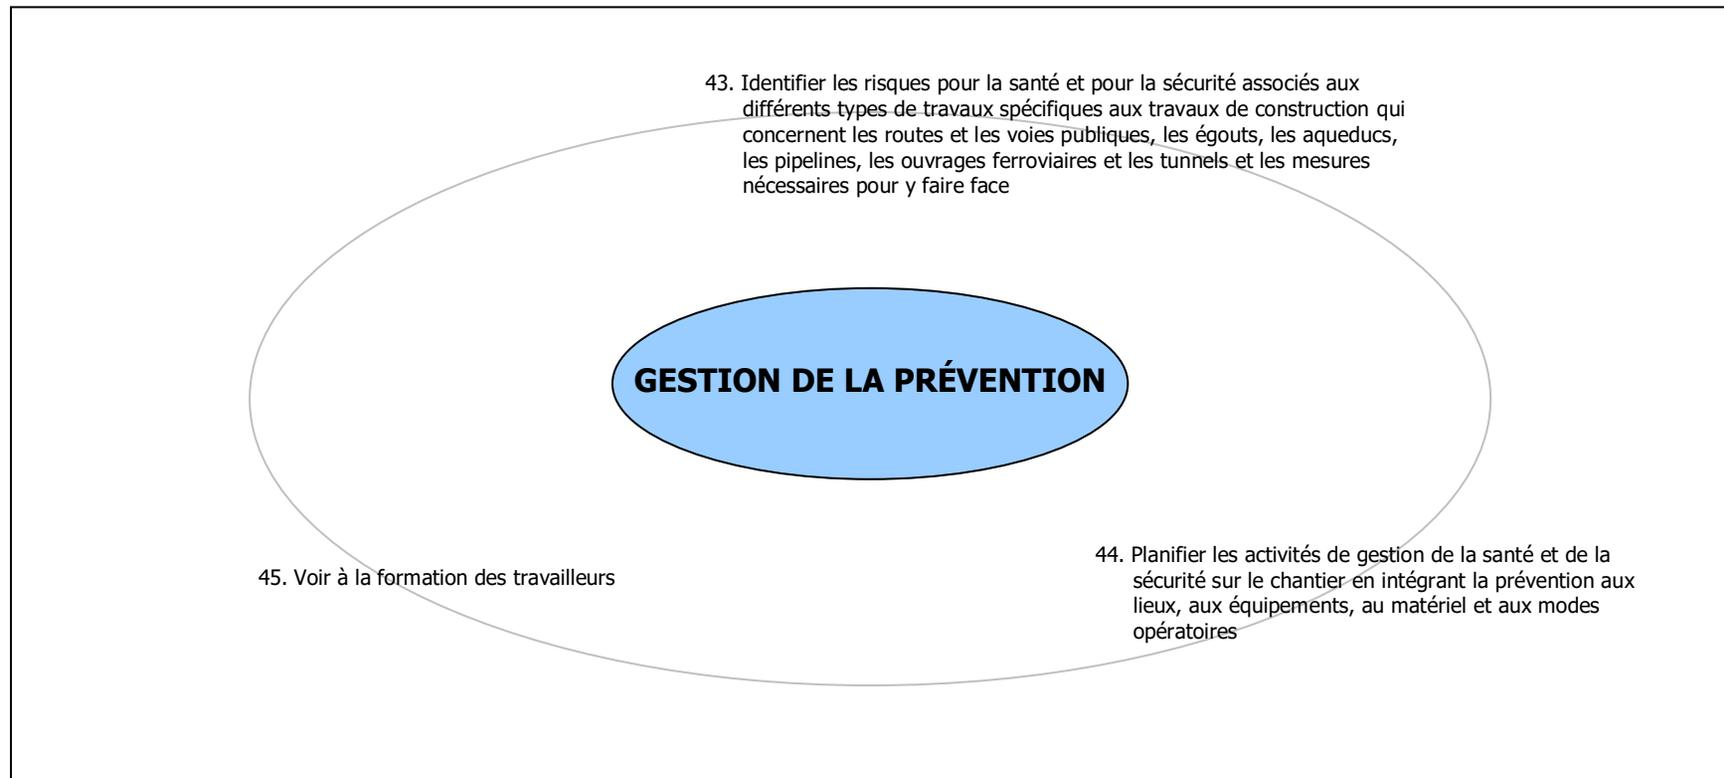 43. Identifier les risques pour la santé et pour la sécurité associés aux
différents types de travaux spécifiques aux travaux de construction qui
concernent les routes et les voies publiques, les égouts, les aqueducs,
les pipelines, les ouvrages ferroviaires et les tunnels et les mesures
nécessaires pour y faire face
GESTION DE LA PRÉVENTION
44. Planifier les activités de gestion de la santé et de la
sécurité sur le chantier en intégrant la prévention aux
lieux, aux équipements, au matériel et aux modes
opératoires
45. Voir à la formation des travailleurs